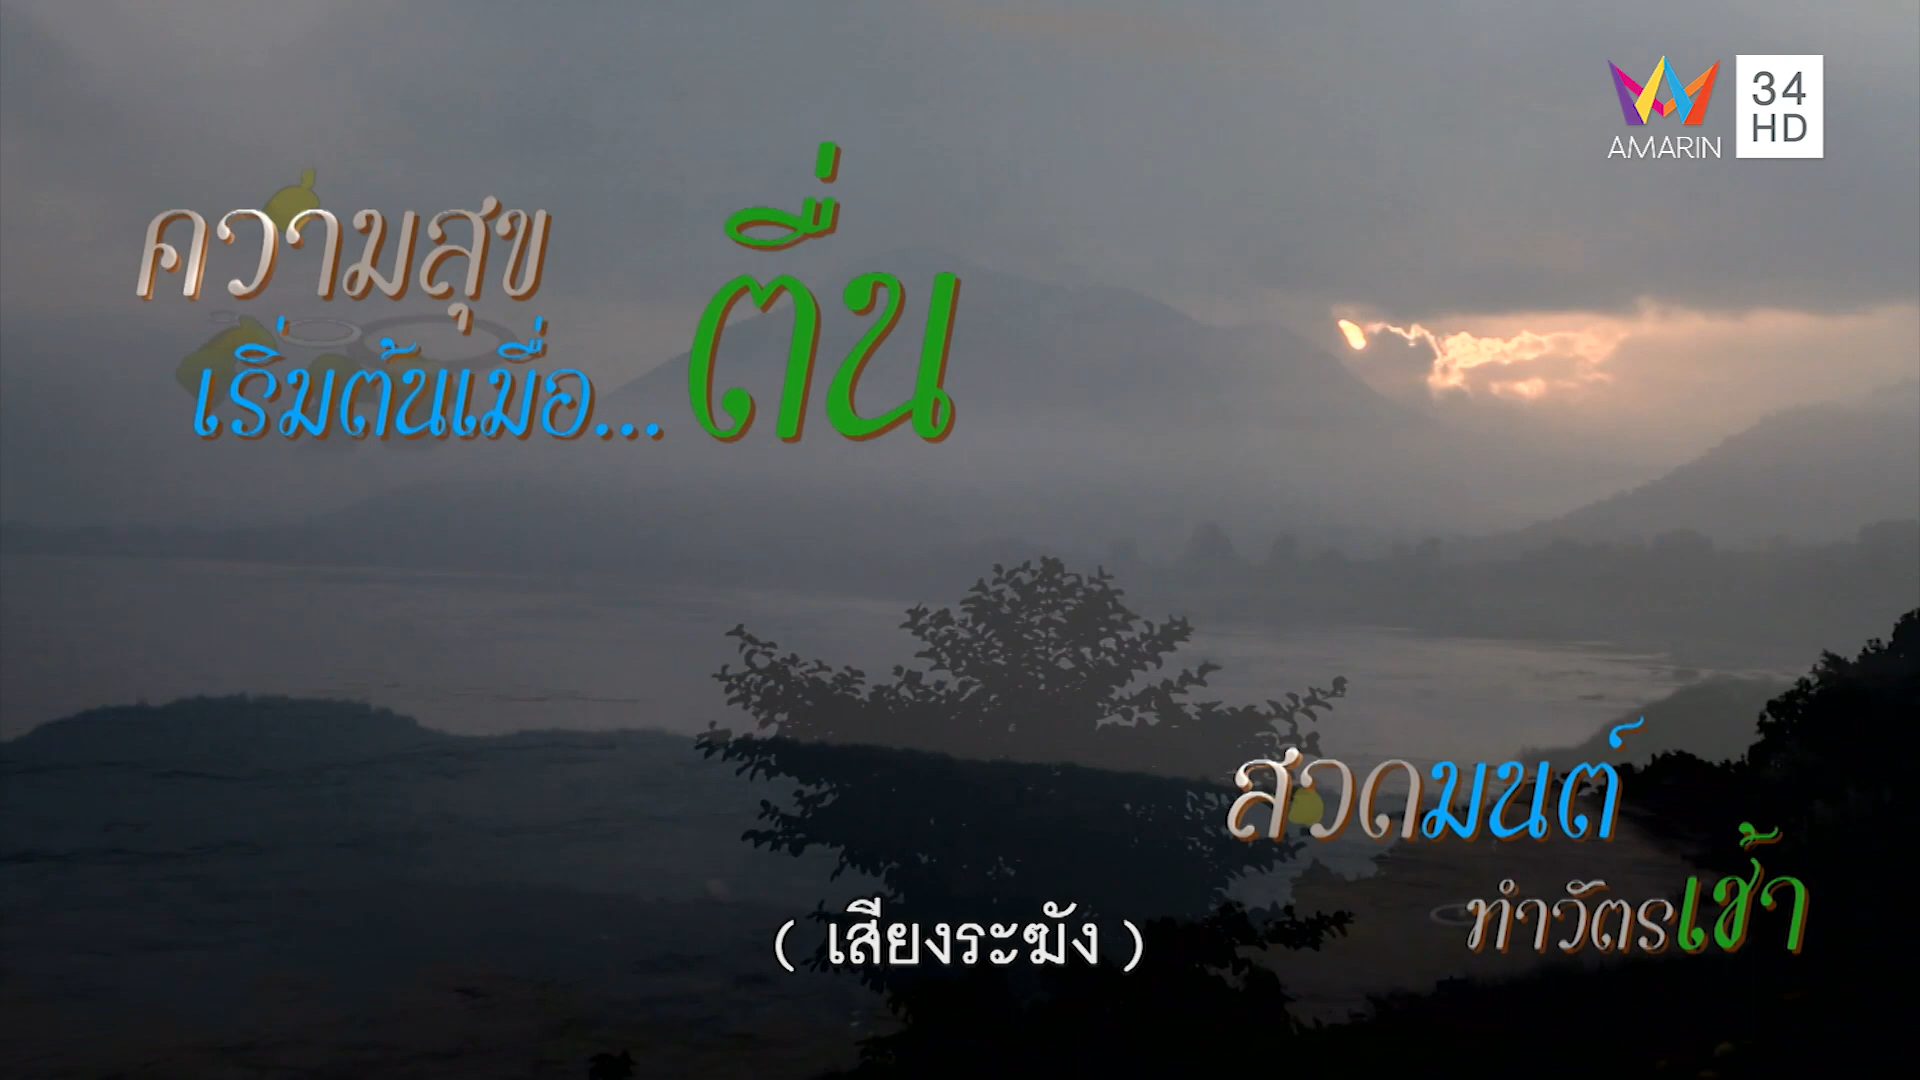 AMARIN
34
HD
ความสุข
เริ่มต้นเมื่อ... ตื่น
สวดมนต์
ทำวัตรเช้า
( เสียงระฆัง )